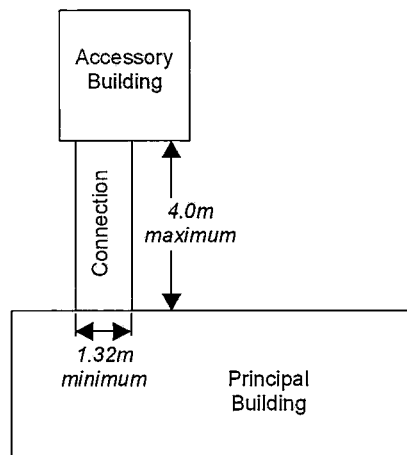 Accessory
Building
Connection
4.0m
maximum
1.32m
minimum
Principal
Building